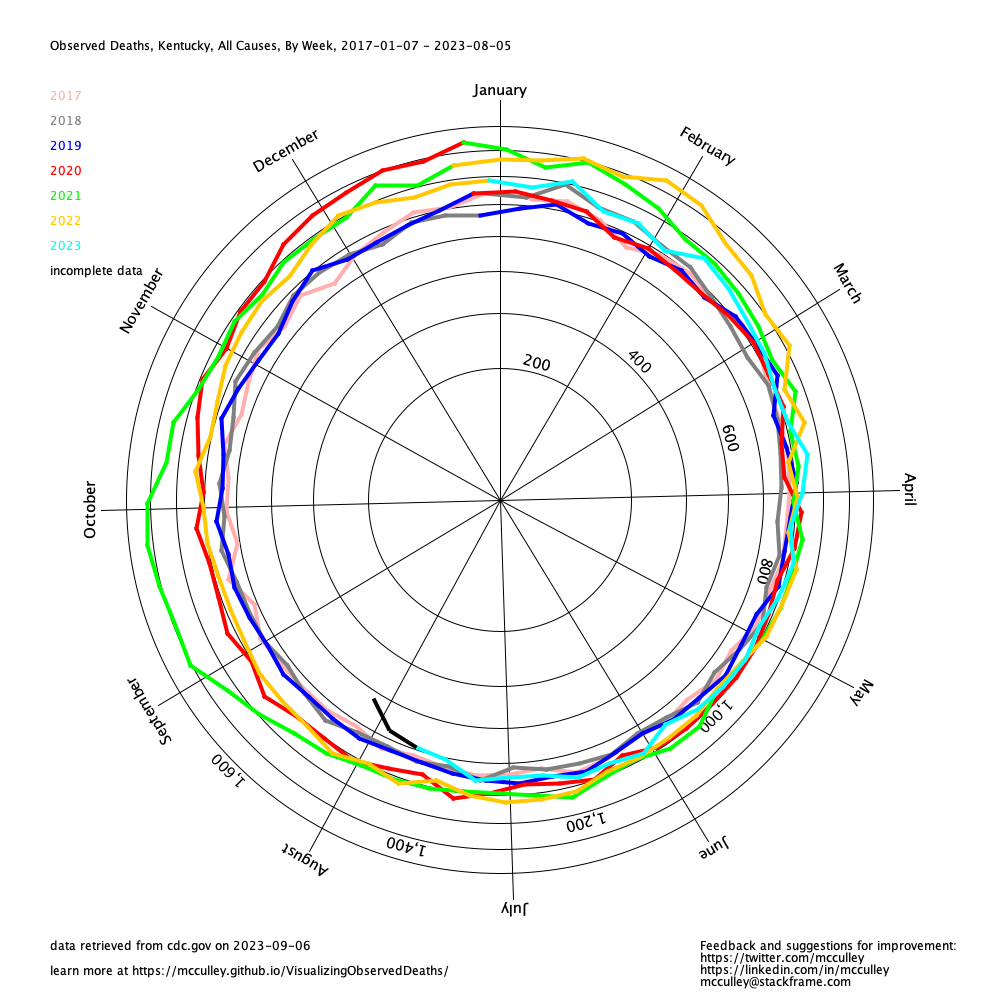 Observed Deaths, Kentucky, All Causes, By Week, 2017-01-07 - 2023-08-05
January
2017
2018
2019
2020
2021
2022
2023
incomplete data
December
February
November
March
200
400
600
October
April
800
September
May
1,000
1,600
1,200
1,400
August
June
July
data retrieved from cdc.gov on 2023-09-06
learn more at https://mcculley.github.io/VisualizingObservedDeaths/
Feedback and suggestions for improvement:
https://twitter.com/mcculley
https://linkedin.com/in/mcculley
mcculley@stackframe.com